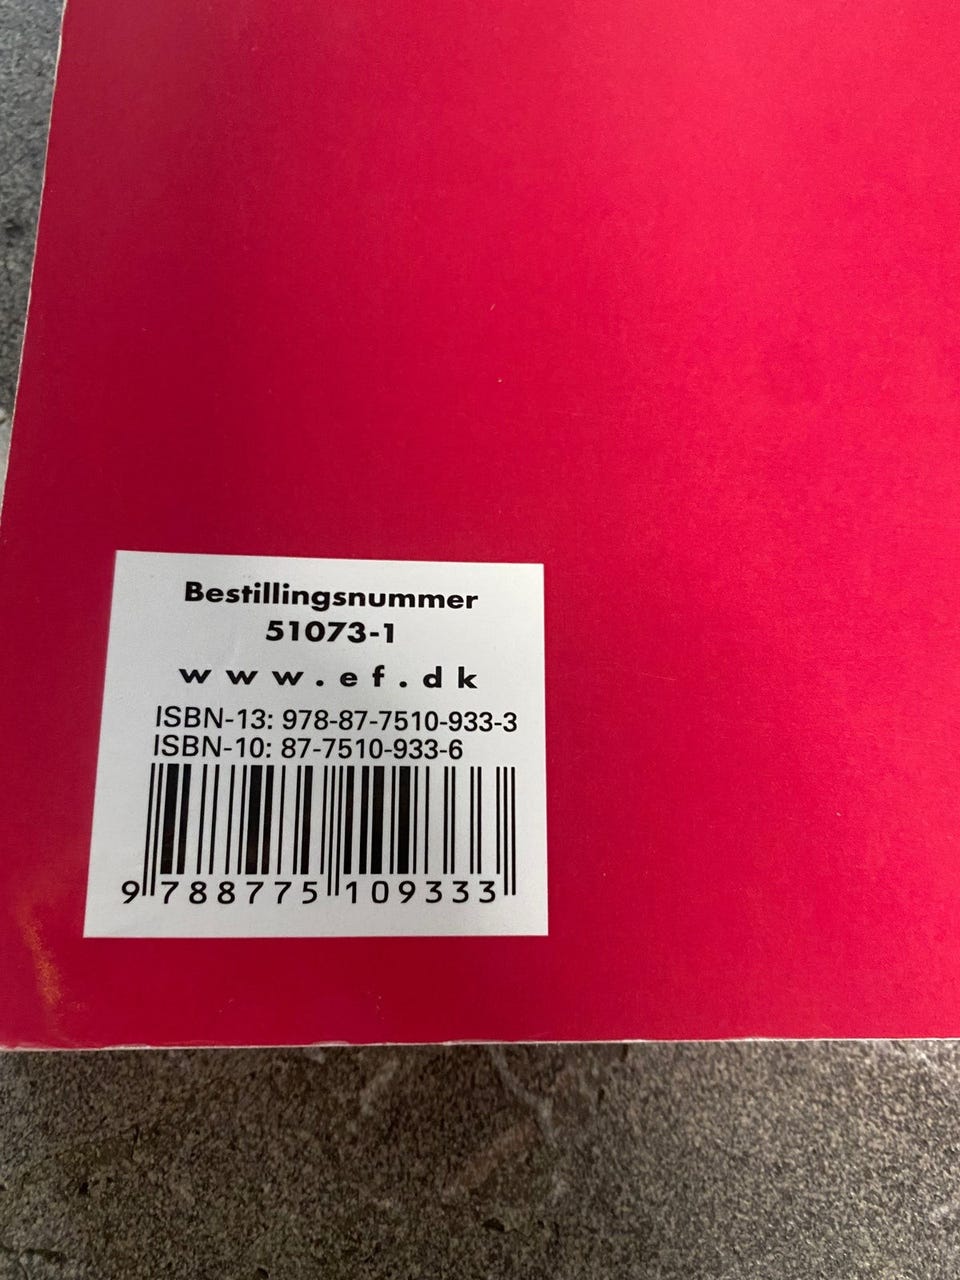 Bestillingsnummer
51073-1
www.ef.dk
ISBN-13: 978-87-7510-933-3
ISBN-10: 87-7510-933-6
9 788775 109333